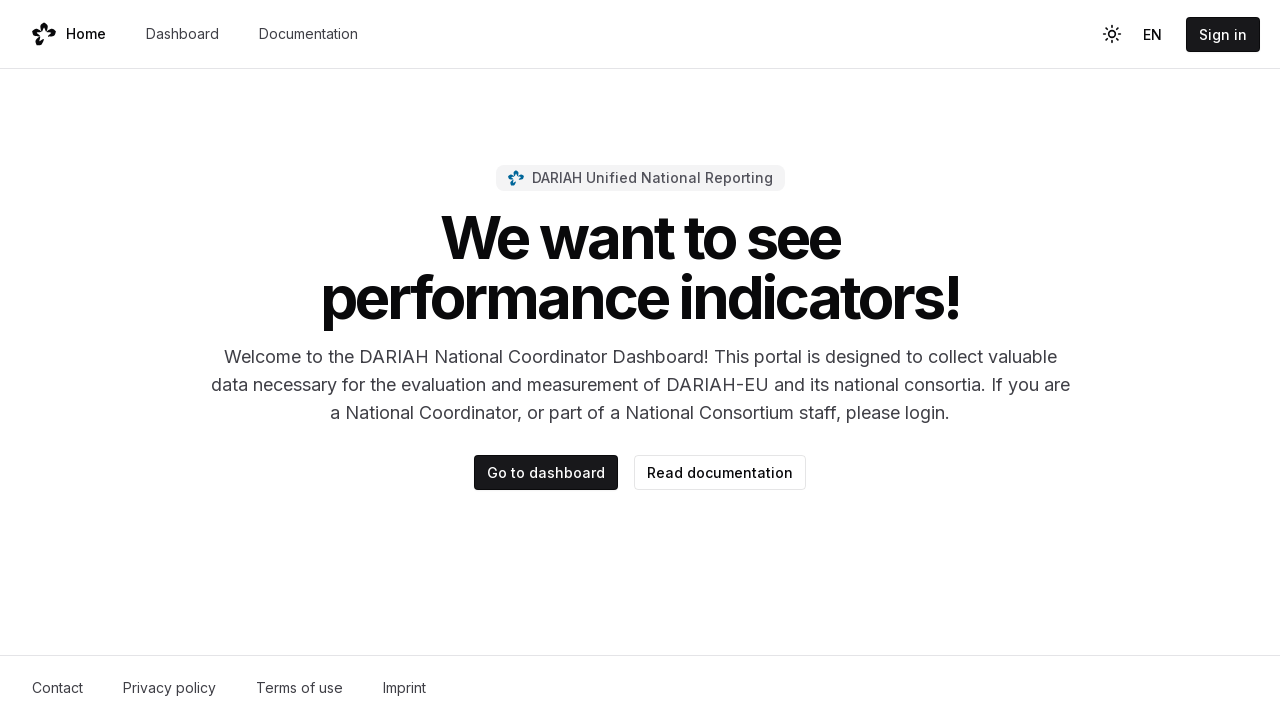 Home
Dashboard
Documentation
EN
Sign in
DARIAH Unified National Reporting
We want to see
performance indicators!
Welcome to the DARIAH National Coordinator Dashboard! This portal is designed to collect valuable
data necessary for the evaluation and measurement of DARIAH-EU and its national consortia. If you are
a National Coordinator, or part of a National Consortium staff, please login.
Go to dashboard
Read documentation
Contact
Privacy policy
Terms of use
Imprint